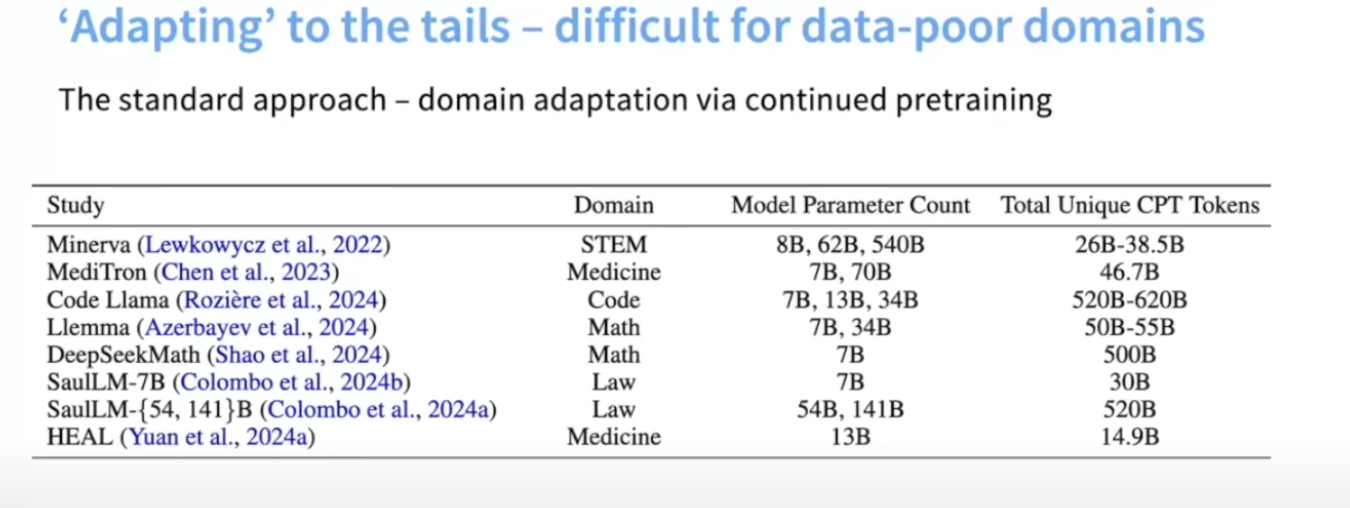 ‘Adapting’ to the tails – difficult for data-poor domains
The standard approach – domain adaptation via continued pretraining
Study Domain Model Parameter Count Total Unique CPT Tokens
Minerva (Lewkowycz et al., 2022) STEM 8B, 62B, 540B 26B-38.5B
MediTron (Chen et al., 2023) Medicine 7B, 70B 46.7B
Code Llama (Rozière et al., 2024) Code 7B, 13B, 34B 520B-620B
Llemma (Azerbayev et al., 2024) Math 7B, 34B 50B-55B
DeepSeekMath (Shao et al., 2024) Math 7B 500B
SaulLM-7B (Colombo et al., 2024b) Law 7B 30B
SaulLM-{54, 141}B (Colombo et al., 2024a) Law 54B, 141B 520B
HEAL (Yuan et al., 2024a) Medicine 13B 14.9B